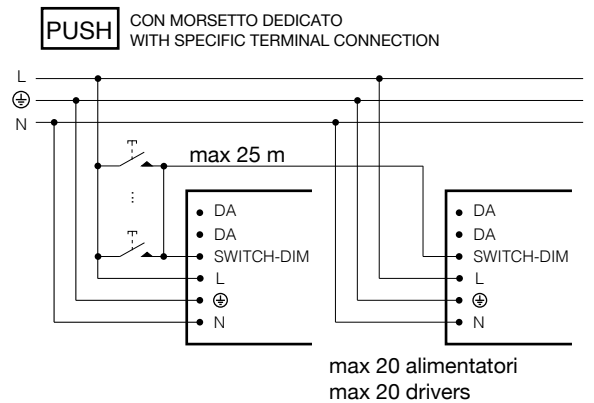 PUSH
CON MORSETTO DEDICATO
WITH SPECIFIC TERMINAL CONNECTION
L
N
max 25 m
...
DA
DA
SWITCH-DIM
L
N
DA
DA
SWITCH-DIM
L
N
max 20 alimentatori
max 20 drivers